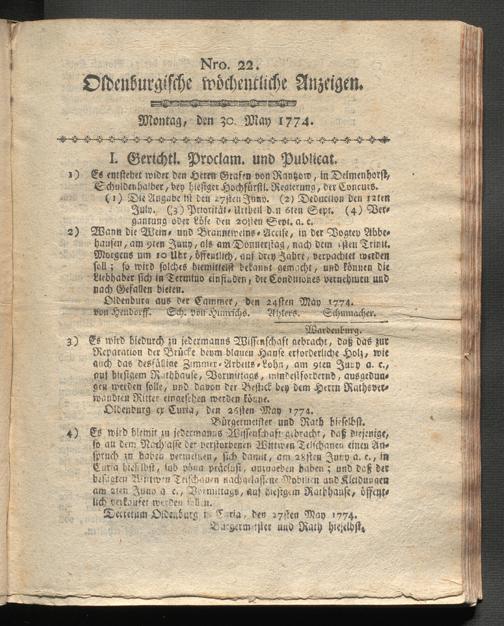 Nro. 22.
Oldenburgische wöchentliche Anzeigen.
Montag, den 30. May 1774.
I. Gerichtl. Proclam. und Publicat.
1) Es entstehet wider den Herrn Grafen von Ranzow, in Delmenhorst,
Schuldenhalber, bey hiesiger Hochfürstl. Regierung, der Concurs.
(1) Die Angabe ist den 27sten Juny. (2) Deduction den 12ten
July. (3) Priorität-Urtheil d. 6ten Sept. (4) Ver-
gantung oder Löse den 20sten Sept. a. c.
2) Wann die Wein- und Branntweins-Accise, in der Vogtey Abbe-
hausen, am 9ten Juny, als am Donnerstag, nach dem 1sten Trinit.
Morgens um 10 Uhr, öffentlich, auf drey Jahre, verpachtet werden
soll; so wird solches hiemittelst bekannt gemacht, und können die
Liebhaber sich in Termino einfinden, die Conditiones vernehmen und
nach Gefallen bieten.
Oldenburg aus der Cammer, den 24sten May 1774.
von Hendorff. Sch. von Hinrichs. Ahlers. Schumacher.
Wardenburg.
3) Es wird hiedurch zu jedermanns Wissenschaft gebracht, daß das zur
Reparation der Brücke beym blauen Hause erforderliche Holz, wie
auch das desfällige Zimmer-Arbeits-Lohn, am 9ten Juny a. c.,
auf hiesigem Rathhause, Vormittags, mindestfordernd, ausgedun-
gen werden solle, und davon der Besteck bey dem Herrn Rathsver-
wandten Ritter eingesehen werden könne.
Oldenburg ex Curia, den 26sten May 1774.
Bürgermeister und Rath hieselbst.
4) Es wird hiemit zu jedermanns Wissenschaft gebracht, daß diejenige,
so an dem Nachlasse der verstorbenen Wittwen Teilschauen einen An-
spruch zu haben vermeinen, sich damit, am 28sten Juny a. c., in
Curia hieselbst, sub pöna präclusi, anzugeben haben; und daß der
besagten Wittwen Teilschauen nachgelassene Mobilien und Kleidungen
am 2ten Juny a. c., Vormittags, auf hiesigem Rathhause, öffent-
lich verkauft werden sollen.
Decretum Oldenburg in Curia, den 27sten May 1774.
Bürgermeister und Rath hieselbst.